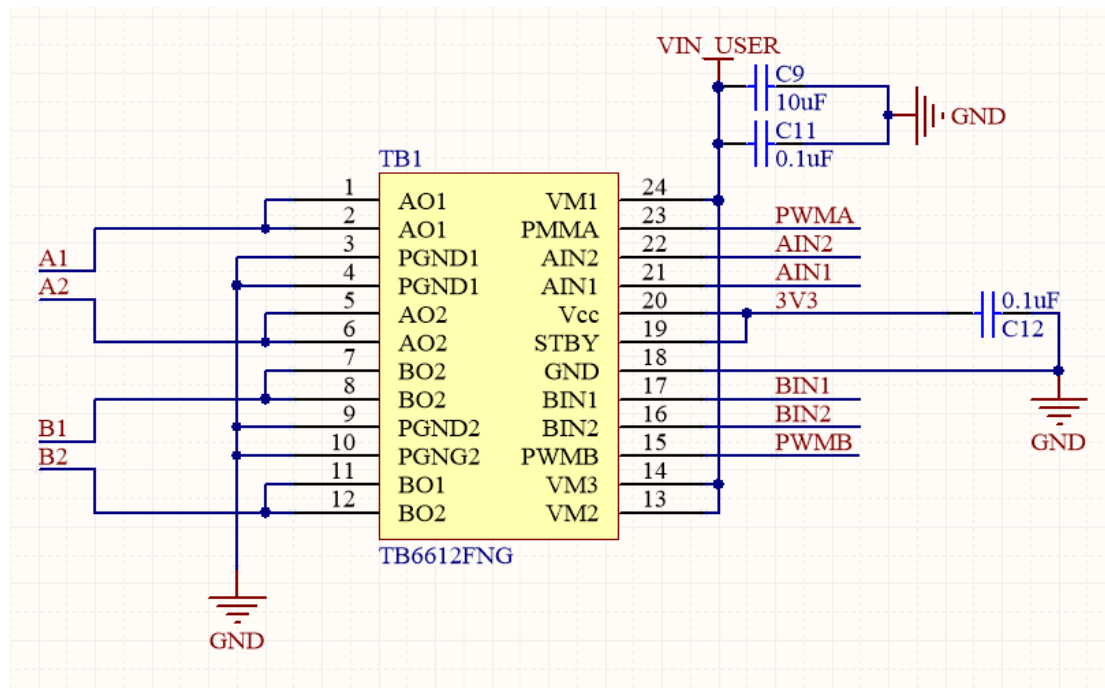 VIN_USER
C9
10uF
GND
C11
0.1uF
TB1
1 AO1 VM1 24
2 AO1 PMMA 23 PWMA
3 PGND1 AIN2 22 AIN2
A1
4 PGND1 AIN1 21 AIN1
A2
5 AO2 Vcc 20 3V3
0.1uF
C12
6 AO2 STBY 19
7 BO2 GND 18
8 BO2 BIN1 17 BIN1
9 PGND2 BIN2 16 BIN2
B1
GND
10 PGNG2 PWMB 15 PWMB
B2
11 BO1 VM3 14
12 BO2 VM2 13
TB6612FNG
GND